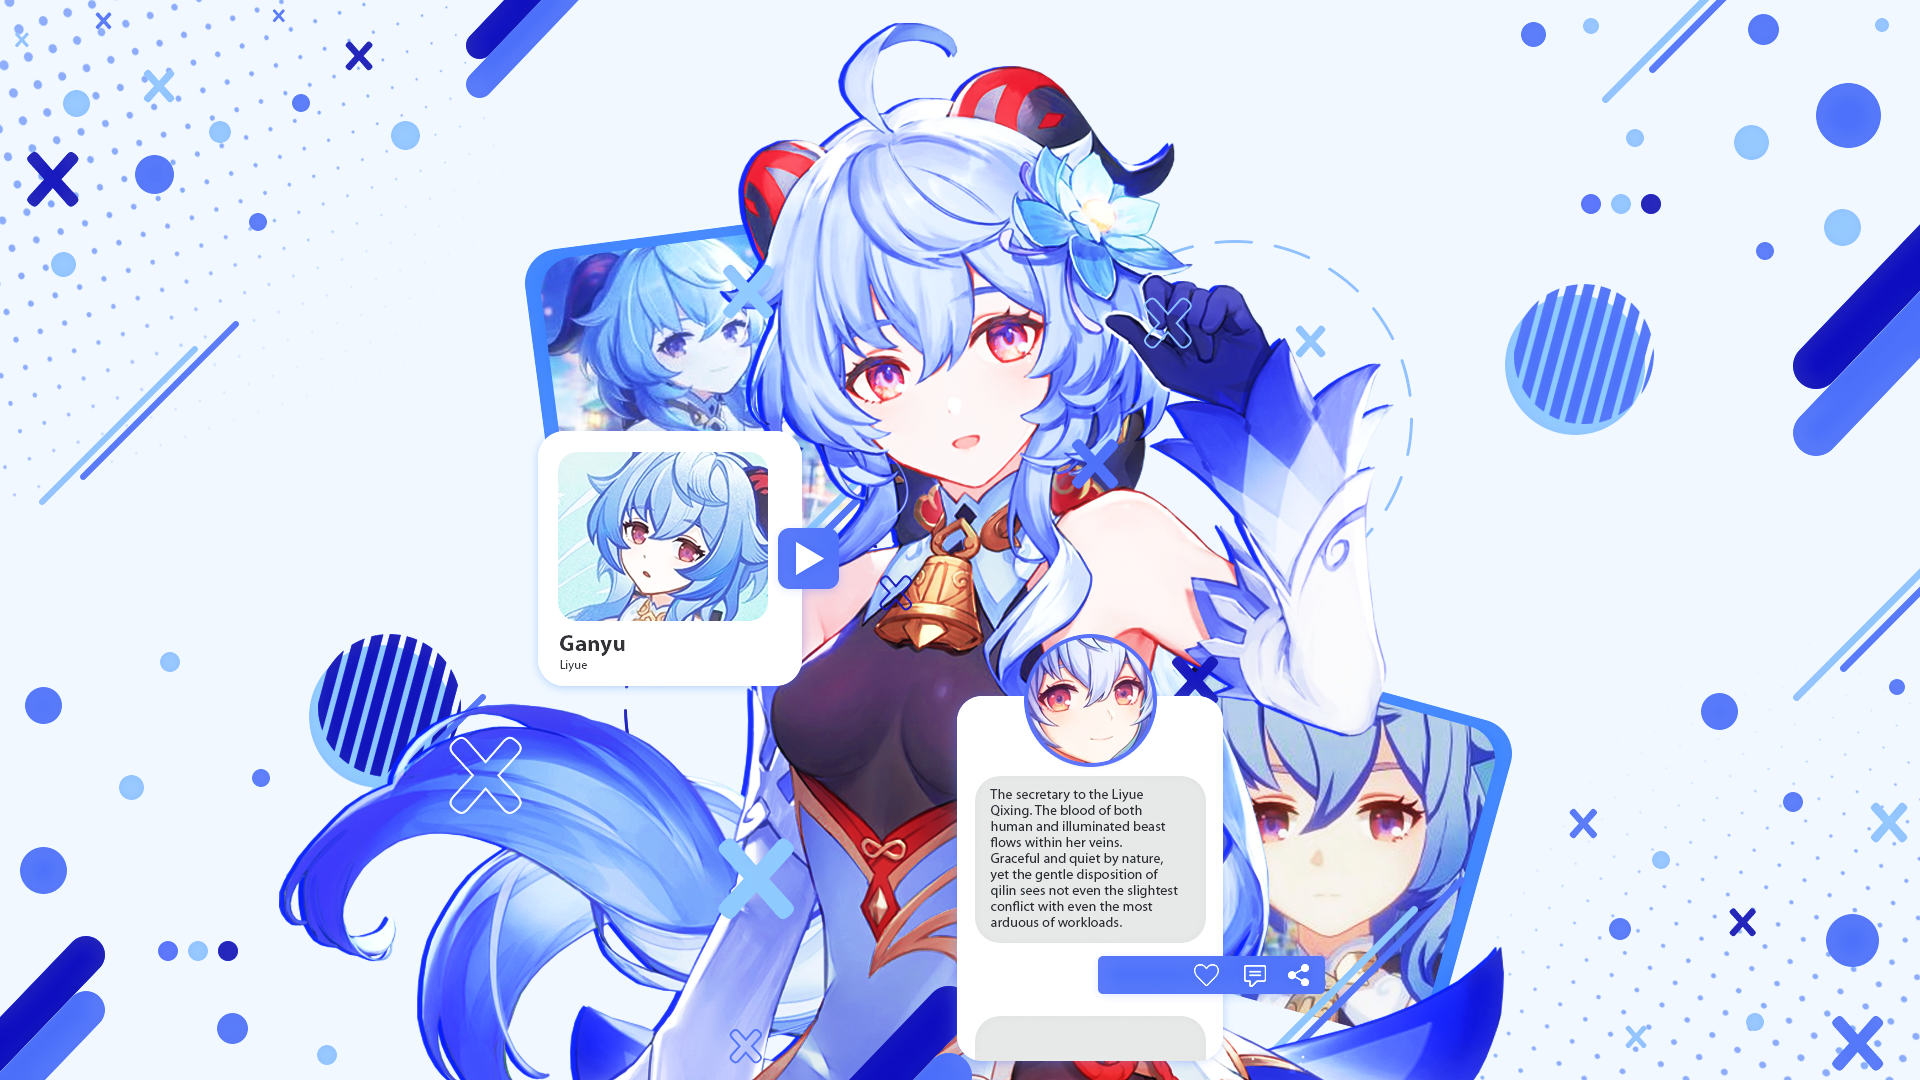 Ganyu
Liyue
The secretary to the Liyue
Qixing. The blood of both
human and illuminated beast
flows within her veins.
Graceful and quiet by nature,
yet the gentle disposition of
qilin sees not even the slightest
conflict with even the most
arduous of workloads.